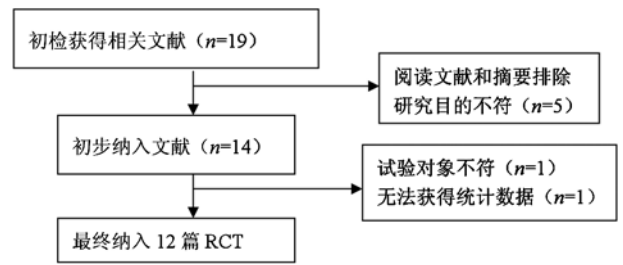 初检获得相关文献（n=19）
阅读文献和摘要排除
研究目的不符（n=5）
初步纳入文献（n=14）
试验对象不符（n=1）
无法获得统计数据（n=1）
最终纳入 12 篇 RCT